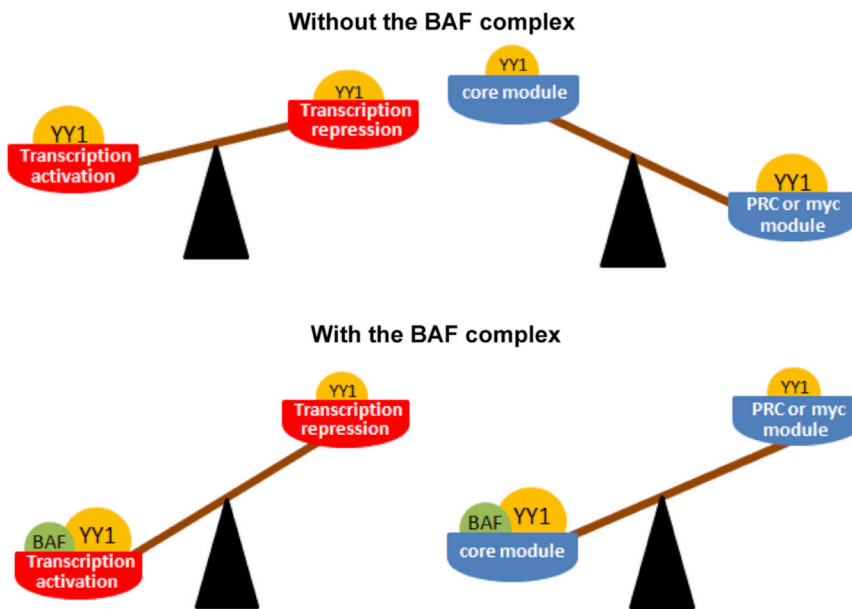 Without the BAF complex
YY1
Transcription
activation
YY1
Transcription
repression
YY1
core module
YY1
PRC or myc
module
With the BAF complex
BAF
YY1
Transcription
activation
YY1
Transcription
repression
BAF
YY1
core module
YY1
PRC or myc
module